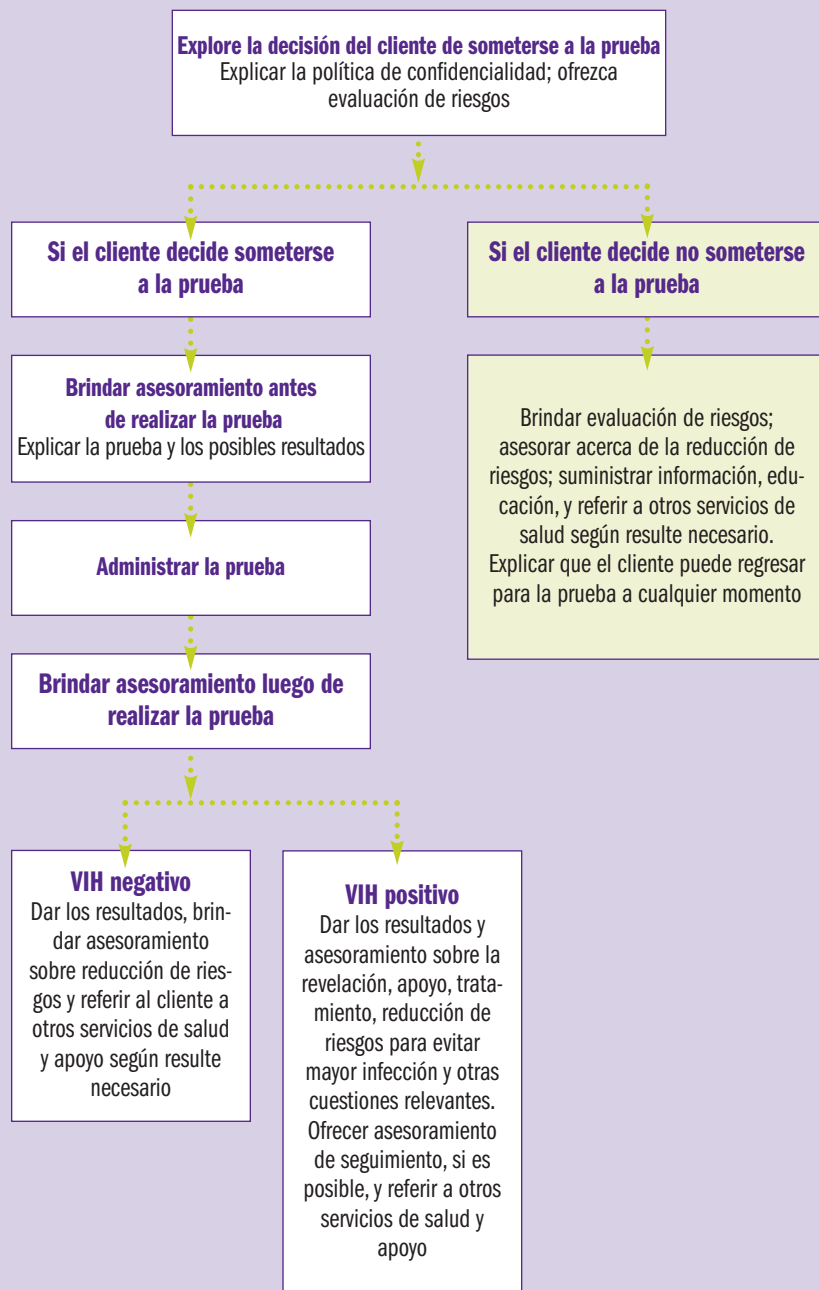 Explore la decisión del cliente de someterse a la prueba
Explicar la política de confidencialidad; ofrezca
evaluación de riesgos
Si el cliente decide someterse
a la prueba
Si el cliente decide no someterse
a la prueba
Brindar asesoramiento antes
de realizar la prueba
Explicar la prueba y los posibles resultados
Brindar evaluación de riesgos;
asesorar acerca de la reducción de
riesgos; suministrar información, edu-
cación, y referir a otros servicios de
salud según resulte necesario.
Explicar que el cliente puede regresar
para la prueba a cualquier momento
Administrar la prueba
Brindar asesoramiento luego de
realizar la prueba
VIH negativo
Dar los resultados, brin-
dar asesoramiento
sobre reducción de ries-
gos y referir al cliente a
otros servicios de salud
y apoyo según resulte
necesario
VIH positivo
Dar los resultados y
asesoramiento sobre la
revelación, apoyo, trata-
miento, reducción de
riesgos para evitar
mayor infección y otras
cuestiones relevantes.
Ofrecer asesoramiento
de seguimiento, si es
posible, y referir a otros
servicios de salud y
apoyo